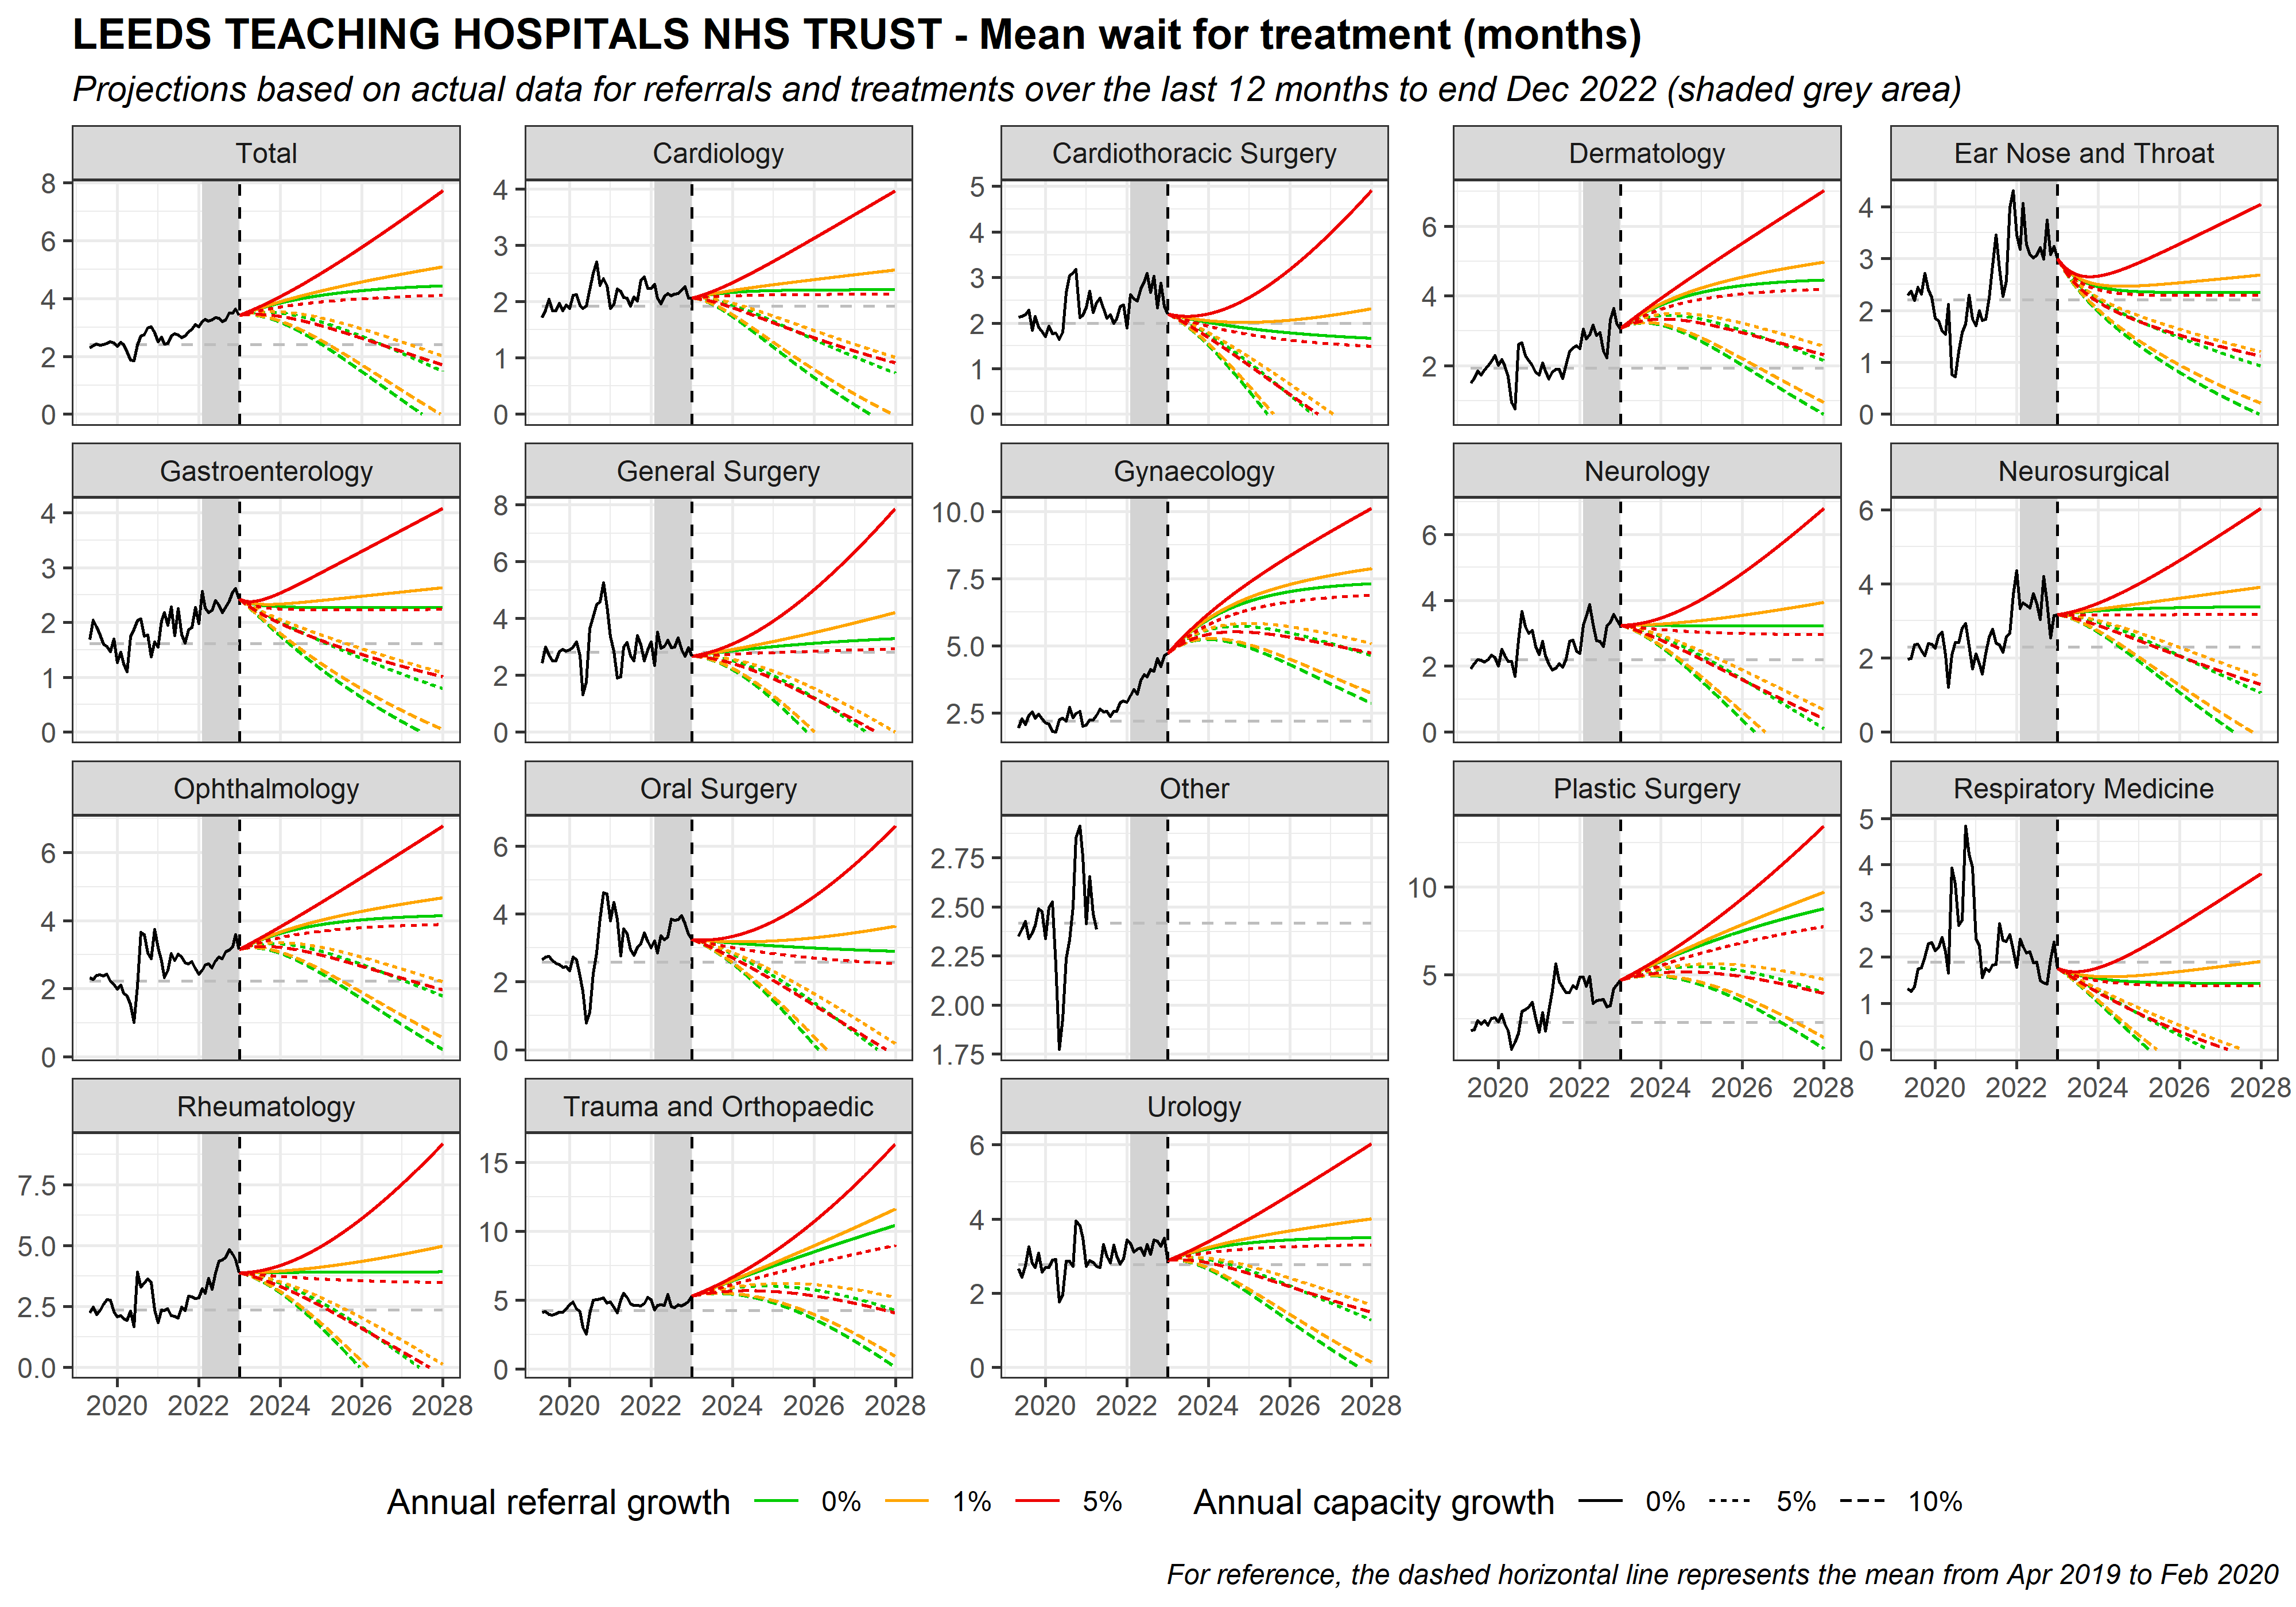 LEEDS TEACHING HOSPITALS NHS TRUST - Mean wait for treatment (months)
Projections based on actual data for referrals and treatments over the last 12 months to end Dec 2022 (shaded grey area)
Total Cardiology Cardiothoracic Surgery Dermatology Ear Nose and Throat
8 6 4 2 0
4 3 2 1 0
5 4 3 2 1 0
6 4 2
4 3 2 1 0
Gastroenterology General Surgery Gynaecology Neurology Neurosurgical
4 3 2 1 0
8 6 4 2 0
10.0 7.5 5.0 2.5
6 4 2 0
6 4 2 0
Ophthalmology Oral Surgery Other Plastic Surgery Respiratory Medicine
6 4 2 0
6 4 2 0
2.75 2.50 2.25 2.00 1.75
10 5
5 4 3 2 1 0
2020 2022 2024 2026 2028 2020 2022 2024 2026 2028
Rheumatology Trauma and Orthopaedic Urology
7.5 5.0 2.5 0.0
15 10 5 0
6 4 2 0
2020 2022 2024 2026 2028 2020 2022 2024 2026 2028 2020 2022 2024 2026 2028
Annual referral growth 0% 1% 5% Annual capacity growth 0% 5% 10%
For reference, the dashed horizontal line represents the mean from Apr 2019 to Feb 2020